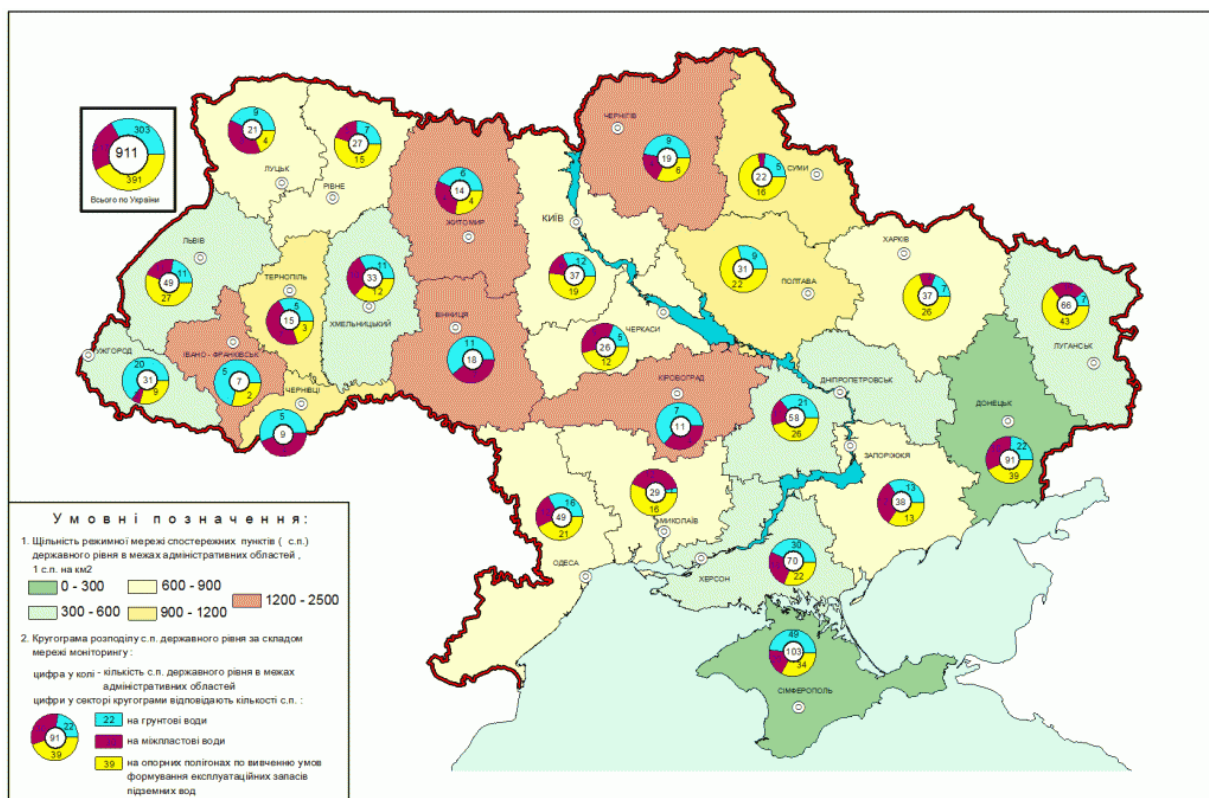 303
911
391
Всього по Україні
9
21
4
ЛУЦЬК
7
27
15
РІВНЕ
6
14
4
ЖИТОМИР
КИЇВ
12
37
19
ЧЕРНІГІВ
9
19
6
5
22
16
СУМИ
ЛЬВІВ
11
49
27
ТЕРНОПІЛЬ
5
15
3
11
33
12
ХМЕЛЬНИЦЬКИЙ
ВІННИЦЯ
11
18
ЧЕРКАСИ
5
26
12
9
31
22
ПОЛТАВА
ХАРКІВ
7
37
26
66
7
43
ЛУГАНСЬК
УЖГОРОД
20
31
9
ІВАНО - ФРАНКІВСЬК
5
7
2
ЧЕРНІВЦІ
5
9
КІРОВОГРАД
7
11
ДНІПРОПЕТРОВСЬК
21
58
26
ДОНЕЦЬК
22
91
39
ЗАПОРІЖЖЯ
13
38
13
29
16
МИКОЛАЇВ
16
49
21
ОДЕСА
30
70
22
ХЕРСОН
49
103
34
СІМФЕРОПОЛЬ
Умовні позначення:
1. Щільність режимної мережі спостережних пунктів ( с.п.)
державного рівня в межах адміністративних областей ,
1 с.п. на км2
0 - 300
600 - 900
1200 - 2500
300 - 600
900 - 1200
2. Кругограма розподілу с.п. державного рівня за складом
мережі моніторингу :
цифра у колі - кількість с.п. державного рівня в межах
адміністративних областей
цифри у секторі кругограми відповідають кількості с.п. :
22
91
39
22 на грунтові води
на міжпластові води
39 на опорних полігонах по вивченню умов
формування експлуатаційних запасів
підземних вод